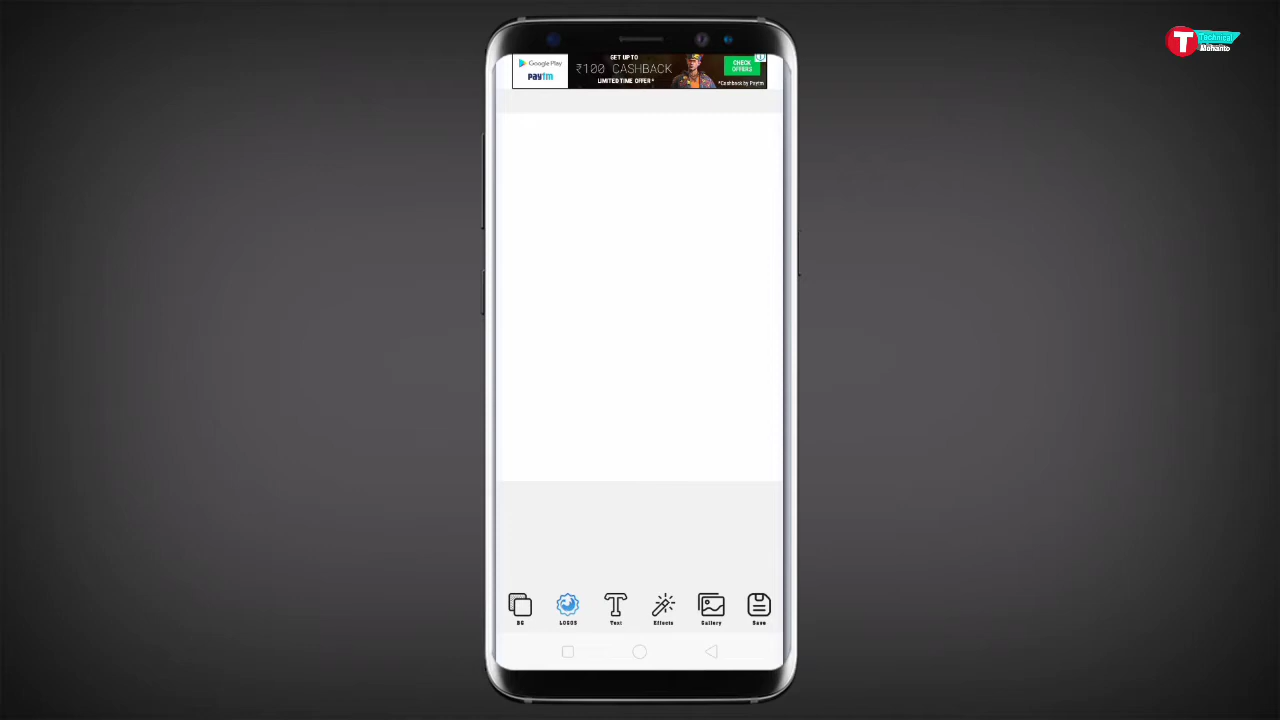 Google Play
paytm
GET UP TO
₹100 CASHBACK
LIMITED TIME OFFER*
CHECK
OFFERS
*Cashback by Paytm
T
Technical
Mohanto
BG
LOGOS
Text
Effects
Gallery
Save